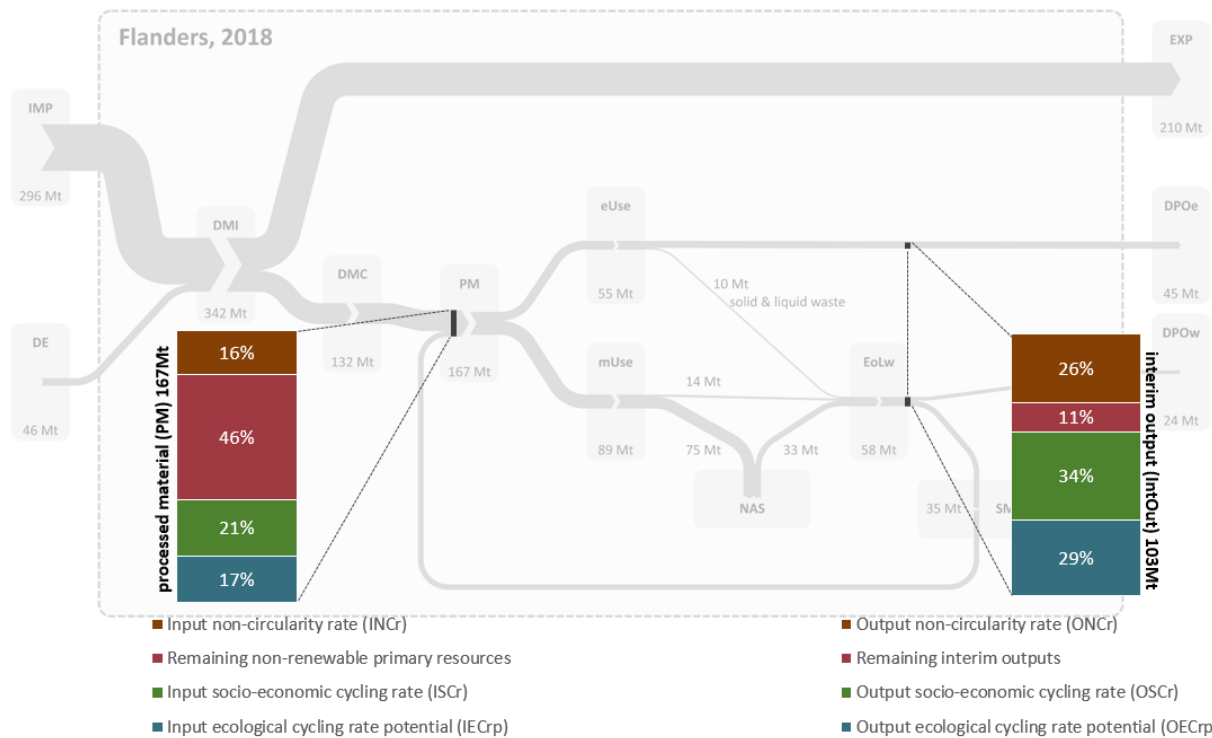 Flanders, 2018
EXP
210 Mt
IMP
296 Mt
DMI
342 Mt
eUse
55 Mt
DPOe
45 Mt
DMC
132 Mt
PM
167 Mt
10 Mt
solid & liquid waste
DE
46 Mt
mUse
89 Mt
14 Mt
75 Mt
33 Mt
EoLw
58 Mt
DPOw
24 Mt
NAS
35 Mt
SM
processed material (PM) 167Mt
16%
46%
21%
17%
interim output (IntOut) 103Mt
26%
11%
34%
29%
Input non-circularity rate (INCr)
Remaining non-renewable primary resources
Input socio-economic cycling rate (ISCr)
Input ecological cycling rate potential (IECrp)
Output non-circularity rate (ONCr)
Remaining interim outputs
Output socio-economic cycling rate (OSCr)
Output ecological cycling rate potential (OECrp